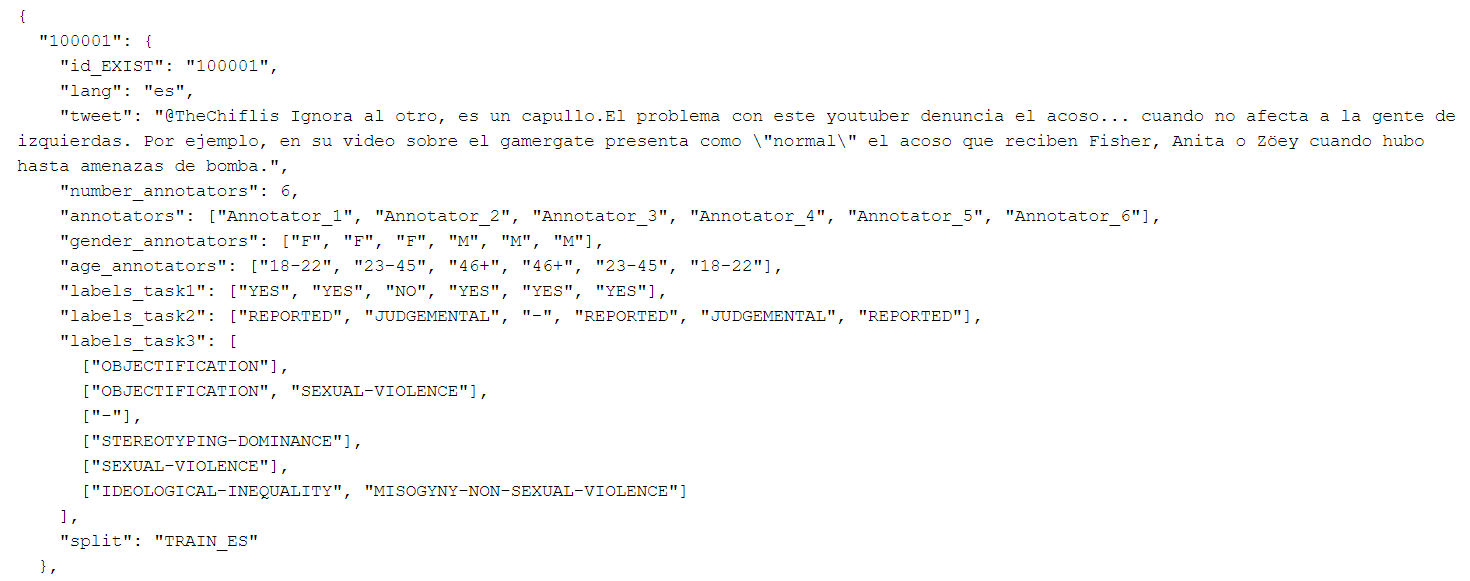 {
"100001": {
"id_EXIST": "100001",
"lang": "es",
"tweet": "@TheChiflis Ignora al otro, es un capullo.El problema con este youtuber denuncia el acoso... cuando no afecta a la gente de
izquierdas. Por ejemplo, en su video sobre el gamergate presenta como \"normal\" el acoso que reciben Fisher, Anita o Zöey cuando hubo
hasta amenazas de bomba.",
"number_annotators": 6,
"annotators": ["Annotator_1", "Annotator_2", "Annotator_3", "Annotator_4", "Annotator_5", "Annotator_6"],
"gender_annotators": ["F", "F", "F", "M", "M", "M"],
"age_annotators": ["18-22", "23-45", "46+", "46+", "23-45", "18-22"],
"labels_task1": ["YES", "YES", "NO", "YES", "YES", "YES"],
"labels_task2": ["REPORTED", "JUDGEMENTAL", "-", "REPORTED", "JUDGEMENTAL", "REPORTED"],
"labels_task3": [
["OBJECTIFICATION"],
["OBJECTIFICATION", "SEXUAL-VIOLENCE"],
["-"],
["STEREOTYPING-DOMINANCE"],
["SEXUAL-VIOLENCE"],
["IDEOLOGICAL-INEQUALITY", "MISOGYNY-NON-SEXUAL-VIOLENCE"]
],
"split": "TRAIN_ES"
},